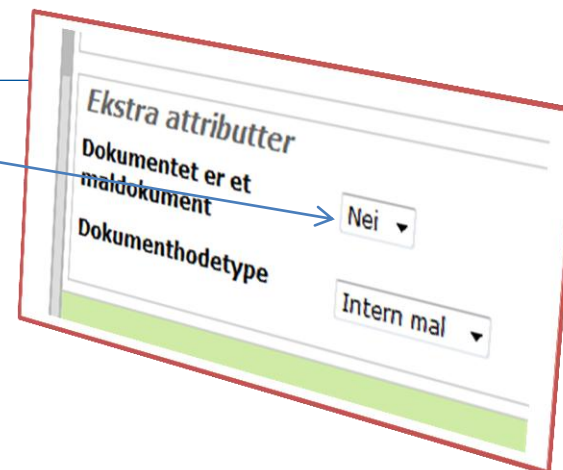 Ekstra attributter
Dokumentet er et
maldokument
Nei
Dokumenthodetype
Intern mal